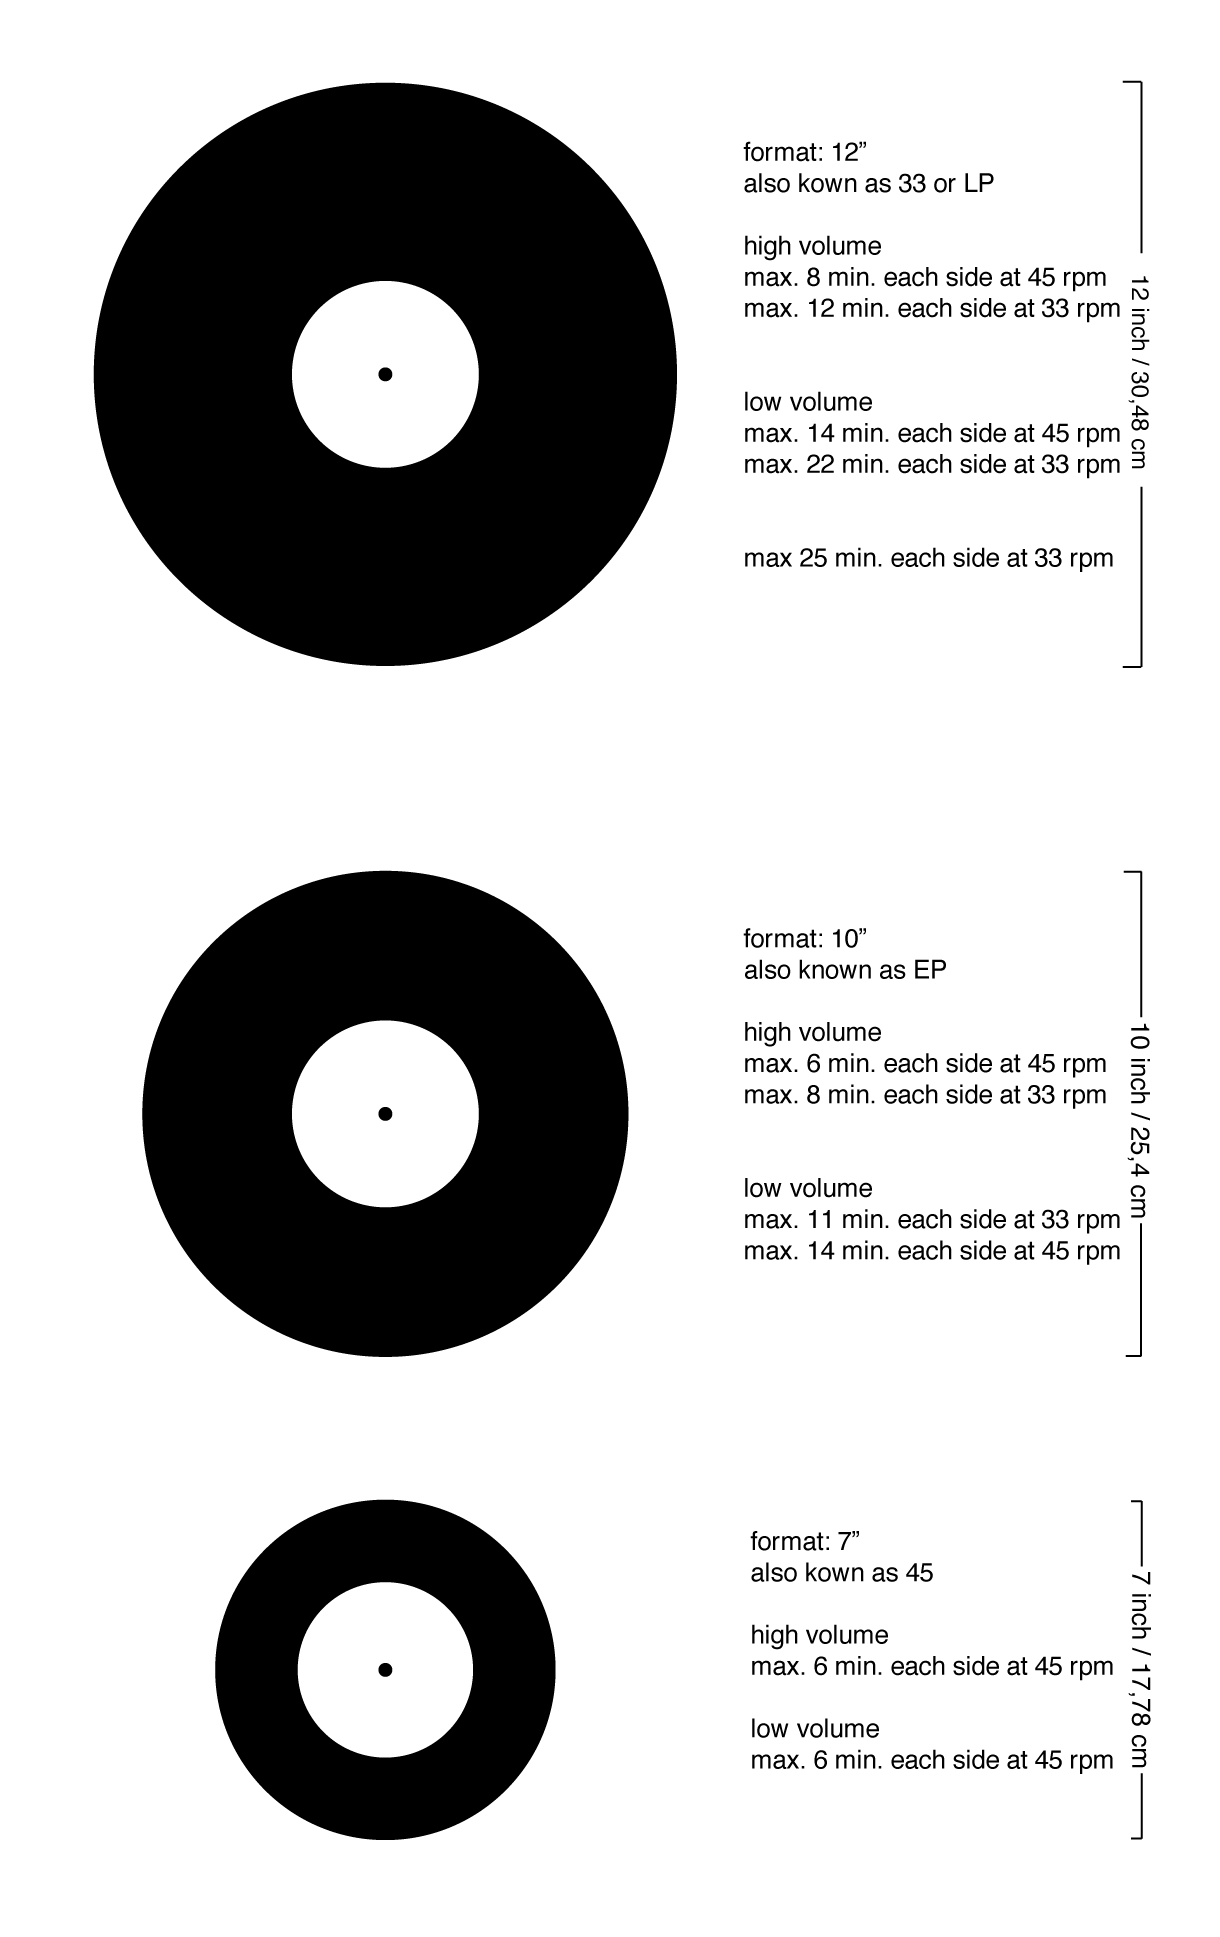 format: 12”
also kown as 33 or LP
high volume
max. 8 min. each side at 45 rpm
max. 12 min. each side at 33 rpm
low volume
max. 14 min. each side at 45 rpm
max. 22 min. each side at 33 rpm
max 25 min. each side at 33 rpm
12 inch / 30,48 cm
format: 10”
also known as EP
high volume
max. 6 min. each side at 45 rpm
max. 8 min. each side at 33 rpm
low volume
max. 11 min. each side at 33 rpm
max. 14 min. each side at 45 rpm
10 inch / 25,4 cm
format: 7”
also kown as 45
high volume
max. 6 min. each side at 45 rpm
low volume
max. 6 min. each side at 45 rpm
7 inch / 17,78 cm